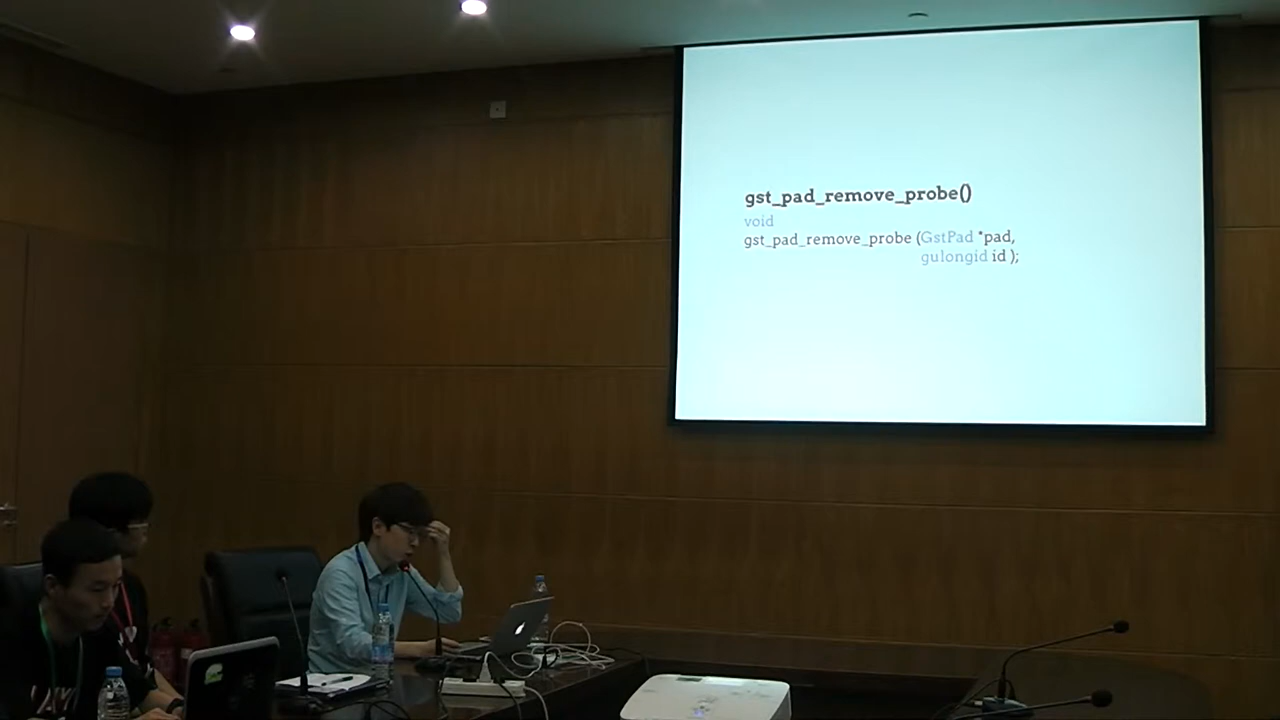 gst_pad_remove_probe()
void
gst_pad_remove_probe (GstPad *pad,
gulongid id );